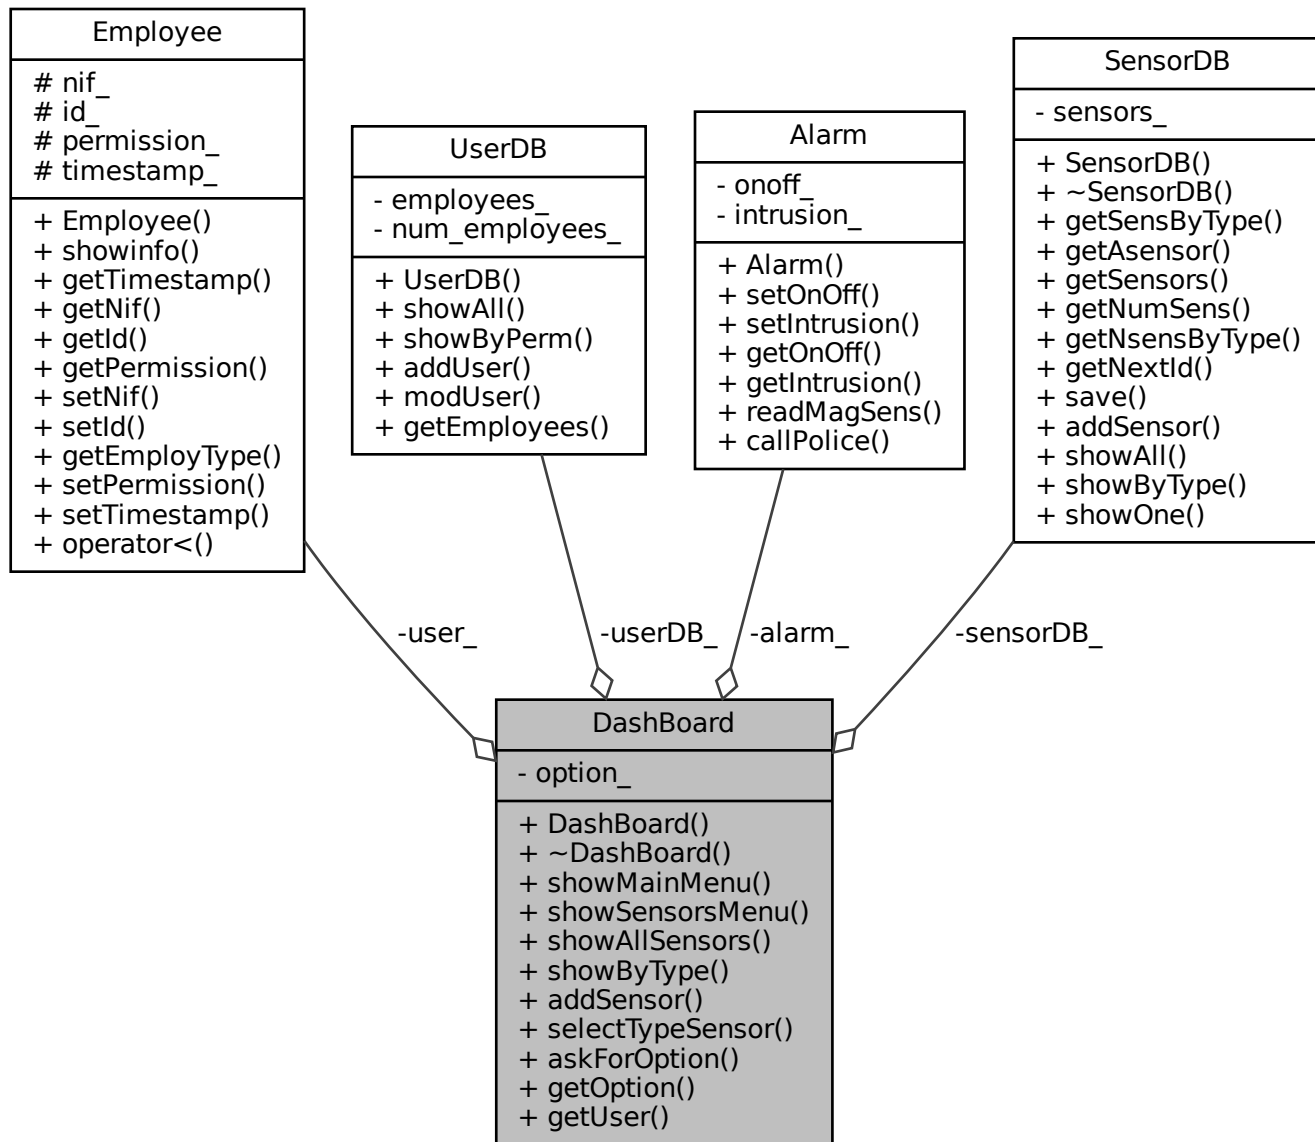 Employee
# nif_
# id_
# permission_
# timestamp_
+ Employee()
+ showinfo()
+ getTimestamp()
+ getNif()
+ getId()
+ getPermission()
+ setNif()
+ setId()
+ getEmployType()
+ setPermission()
+ setTimestamp()
+ operator<()
UserDB
- employees_
- num_employees_
+ UserDB()
+ showAll()
+ showByPerm()
+ addUser()
+ modUser()
+ getEmployees()
Alarm
- onoff_
- intrusion_
+ Alarm()
+ setOnOff()
+ setIntrusion()
+ getOnOff()
+ getIntrusion()
+ readMagSens()
+ callPolice()
SensorDB
- sensors_
+ SensorDB()
+ ~SensorDB()
+ getSensByType()
+ getAsensor()
+ getSensors()
+ getNumSens()
+ getNsensByType()
+ getNextId()
+ save()
+ addSensor()
+ showAll()
+ showByType()
+ showOne()
-user_
-userDB_
-alarm_
-sensorDB_
DashBoard
- option_
+ DashBoard()
+ ~DashBoard()
+ showMainMenu()
+ showSensorsMenu()
+ showAllSensors()
+ showByType()
+ addSensor()
+ selectTypeSensor()
+ askForOption()
+ getOption()
+ getUser()